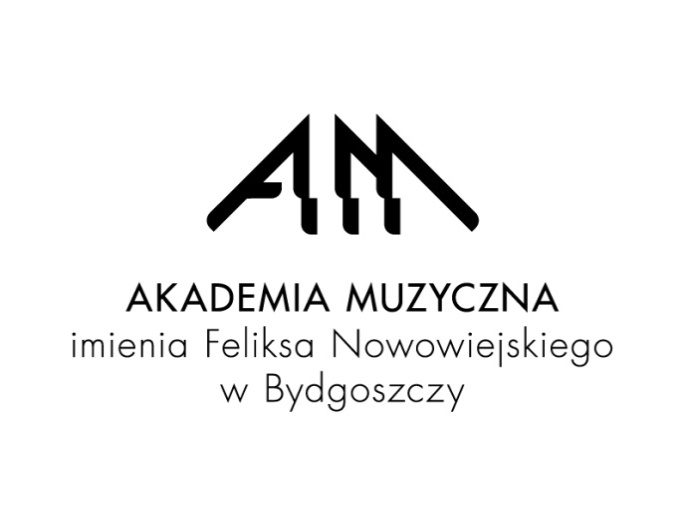 AM
AKADEMIA MUZYCZNA
imienia Feliksa Nowowiejskiego
w Bydgoszczy